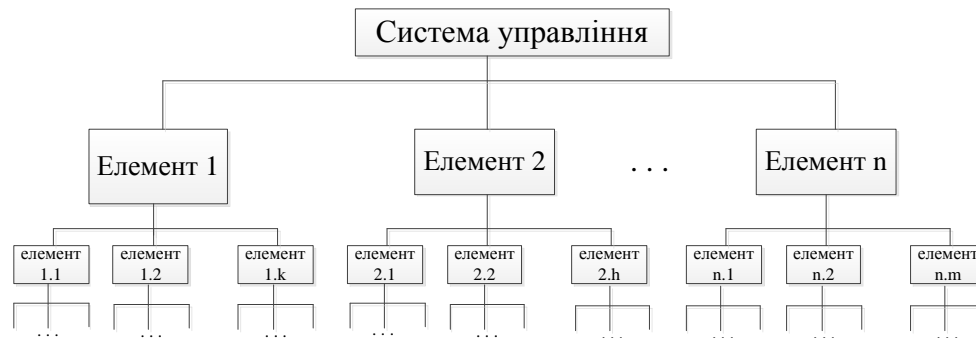 Система управління
Елемент 1
Елемент 2
. . .
Елемент n
елемент
1.1
елемент
1.2
елемент
1.k
елемент
2.1
елемент
2.2
елемент
2.h
елемент
n.1
елемент
n.2
елемент
n.m
. . .
. . .
. . .
. . .
. . .
. . .
. . .
. . .
. . .